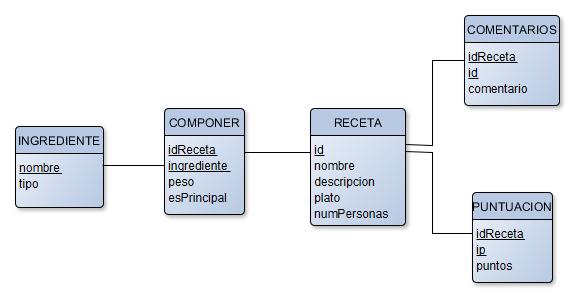 INGREDIENTE
nombre
tipo
COMPONER
idReceta
ingrediente
peso
esPrincipal
RECETA
id
nombre
descripcion
plato
numPersonas
COMENTARIOS
idReceta
id
comentario
PUNTUACION
idReceta
ip
puntos